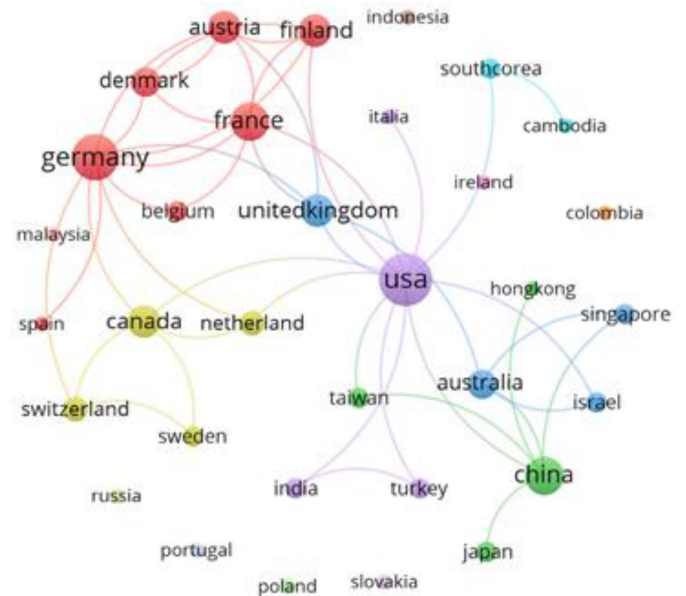 indonesia
austria
finland
southcorea
denmark
italia
france
cambodia
germany
ireland
belgium
unitedkingdom
colombia
malaysia
usa
hongkong
singapore
spain
canada
netherland
australia
taiwan
israel
switzerland
sweden
china
india
turkey
russia
portugal
japan
poland
slovakia